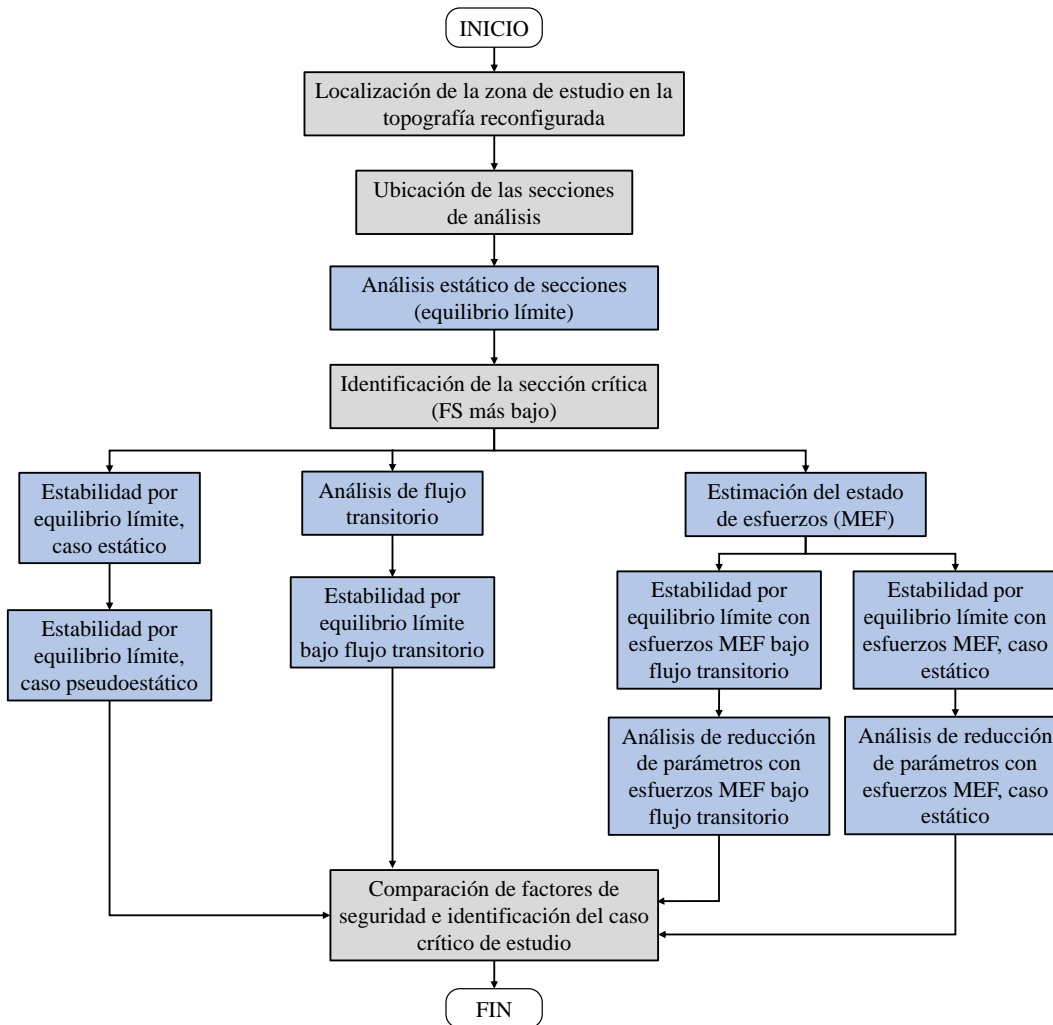 INICIO
Localización de la zona de estudio en la
topografía reconfigurada
Ubicación de las secciones
de análisis
Análisis estático de secciones
(equilibrio límite)
Identificación de la sección crítica
(FS más bajo)
Estabilidad por
equilibrio límite,
caso estático
Estabilidad por
equilibrio límite,
caso pseudoestático
Análisis de flujo
transitorio
Estabilidad por
equilibrio límite
bajo flujo transitorio
Estimación del estado
de esfuerzos (MEF)
Estabilidad por
equilibrio límite con
esfuerzos MEF bajo
flujo transitorio
Análisis de reducción
de parámetros con
esfuerzos MEF bajo
flujo transitorio
Estabilidad por
equilibrio límite con
esfuerzos MEF, caso
estático
Análisis de reducción
de parámetros con
esfuerzos MEF, caso
estático
Comparación de factores de
seguridad e identificación del caso
crítico de estudio
FIN